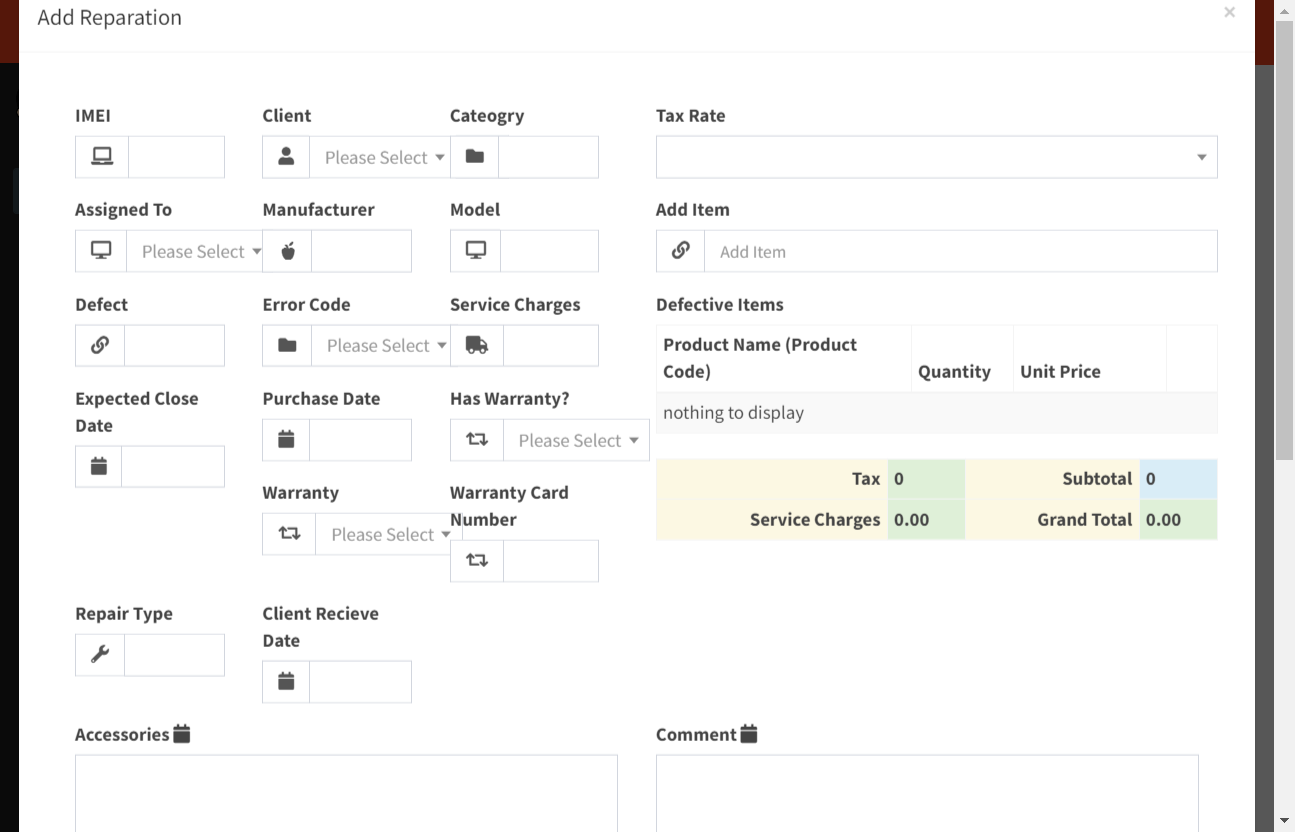 Add Reparation
×
IMEI
Client
Cateogry
Tax Rate
Please Select
Assigned To
Manufacturer
Model
Add Item
Please Select
Add Item
Defect
Error Code
Service Charges
Defective Items
Please Select
Product Name (Product
Code)
Quantity
Unit Price
nothing to display
Expected Close
Date
Purchase Date
Has Warranty?
Please Select
Tax 0
Subtotal 0
Service Charges 0.00
Grand Total 0.00
Warranty
Warranty Card
Number
Please Select
Repair Type
Client Recieve
Date
Accessories
Comment